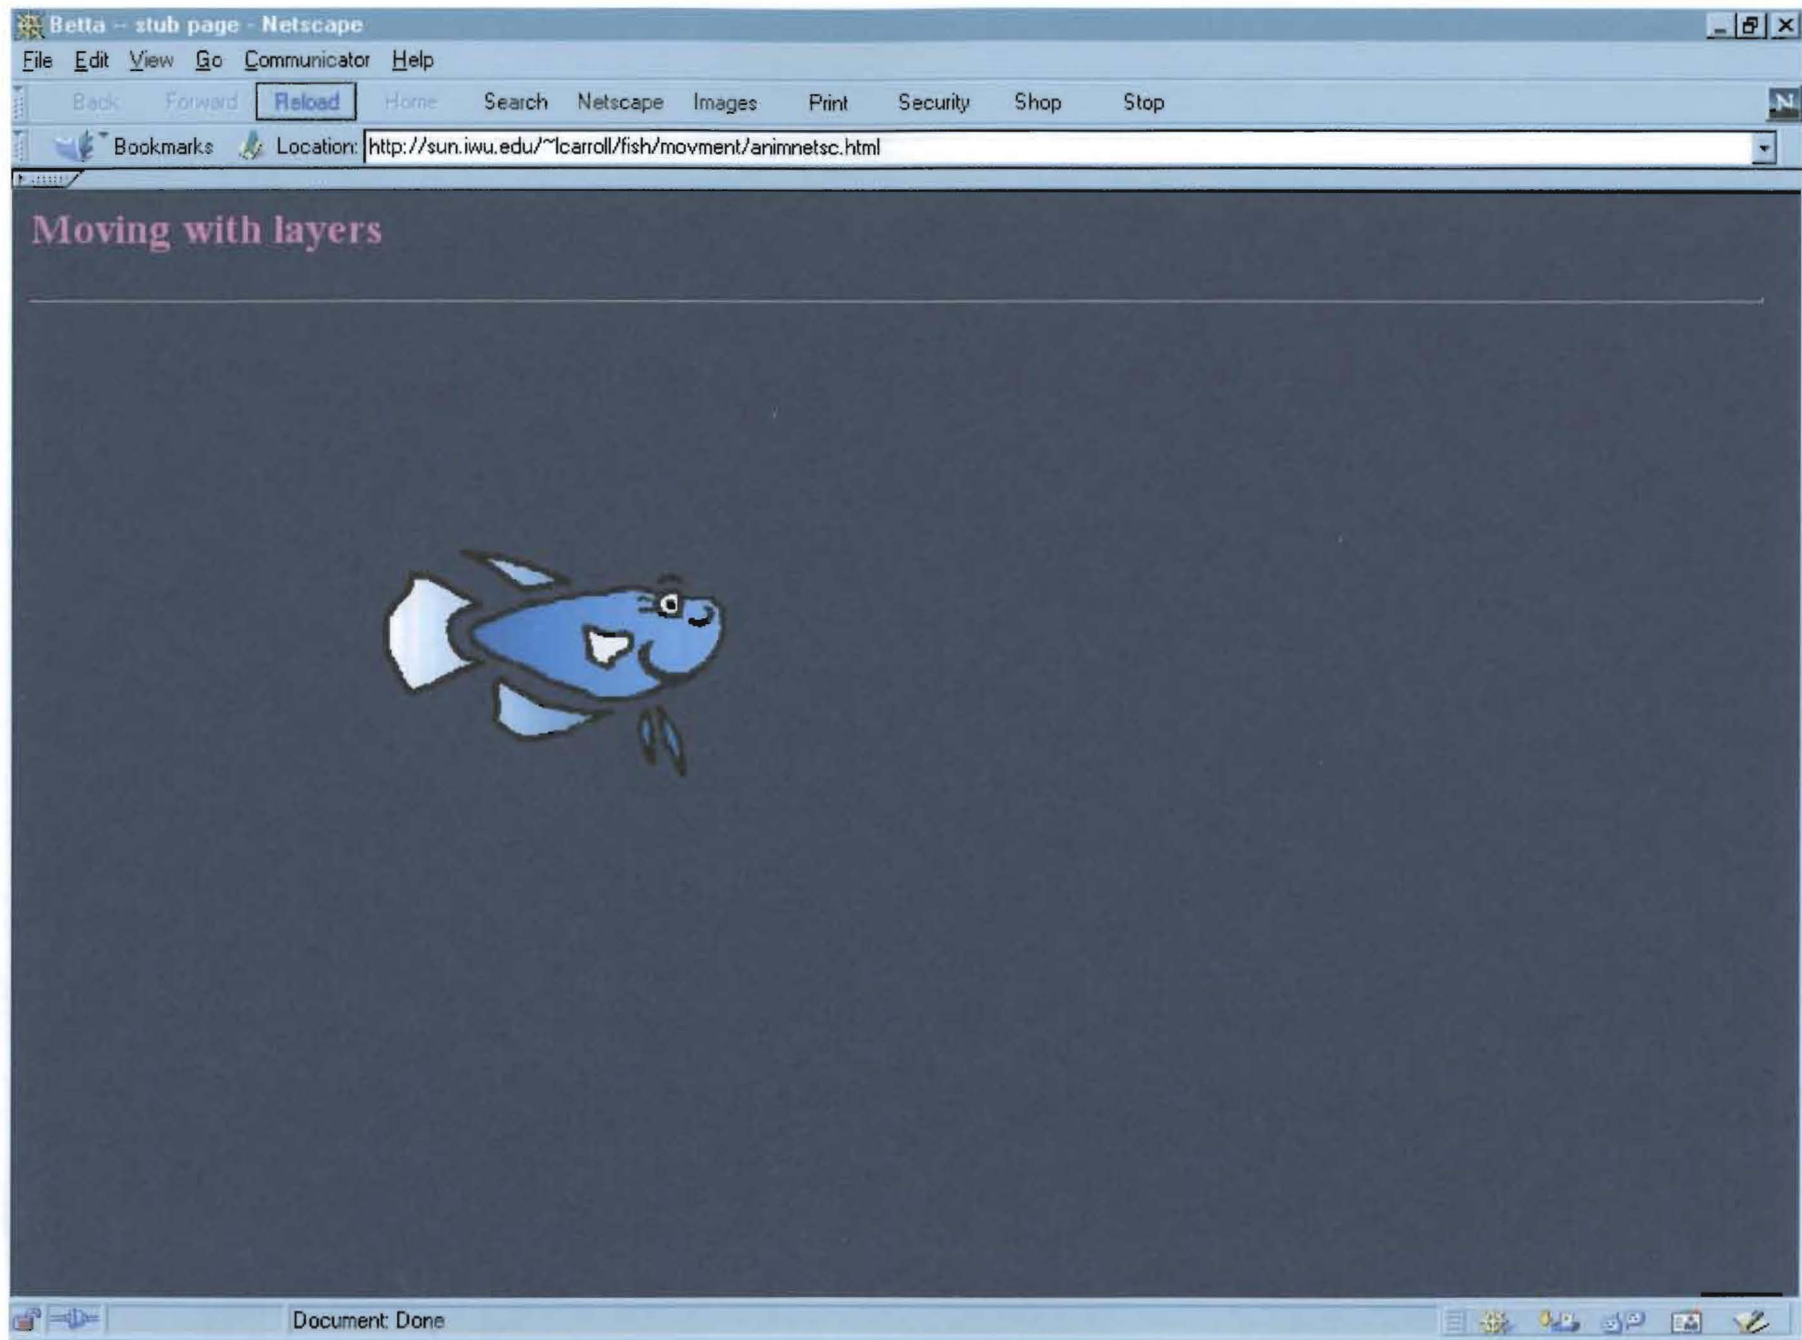 Betta -- stub page - Netscape
File Edit View Go Communicator Help
Back Forward Reload Home Search Netscape Images Print Security Shop Stop N
Bookmarks Location: http://sun.iwu.edu/~lcarroll/fish/movment/animnetsc.html
Moving with layers
Document: Done